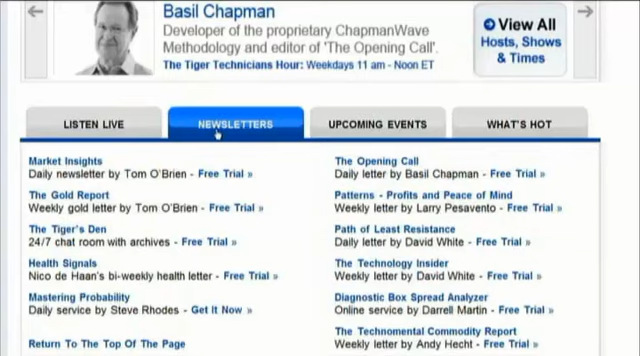 Basil Chapman
Developer of the proprietary ChapmanWave
Methodology and editor of 'The Opening Call'.
The Tiger Technicians Hour: Weekdays 11 am - Noon ET
View All
Hosts, Shows
& Times
LISTEN LIVE
NEWSLETTERS
UPCOMING EVENTS
WHAT'S HOT
Market Insights
Daily newsletter by Tom O'Brien - Free Trial »
The Gold Report
Weekly gold letter by Tom O'Brien - Free Trial »
The Tiger's Den
24/7 chat room with archives - Free Trial »
Health Signals
Nico de Haan's bi-weekly health letter - Free Trial »
Mastering Probability
Daily service by Steve Rhodes - Get It Now »
Return To The Top Of The Page
The Opening Call
Daily letter by Basil Chapman - Free Trial »
Patterns - Profits and Peace of Mind
Weekly letter by Larry Pesavento - Free Trial »
Path of Least Resistance
Daily letter by David White - Free Trial »
The Technology Insider
Weekly letter by David White - Free Trial »
Diagnostic Box Spread Analyzer
Online service by Darrell Martin - Free Trial »
The Technomental Commodity Report
Weekly letter by Andy Hecht - Free Trial »